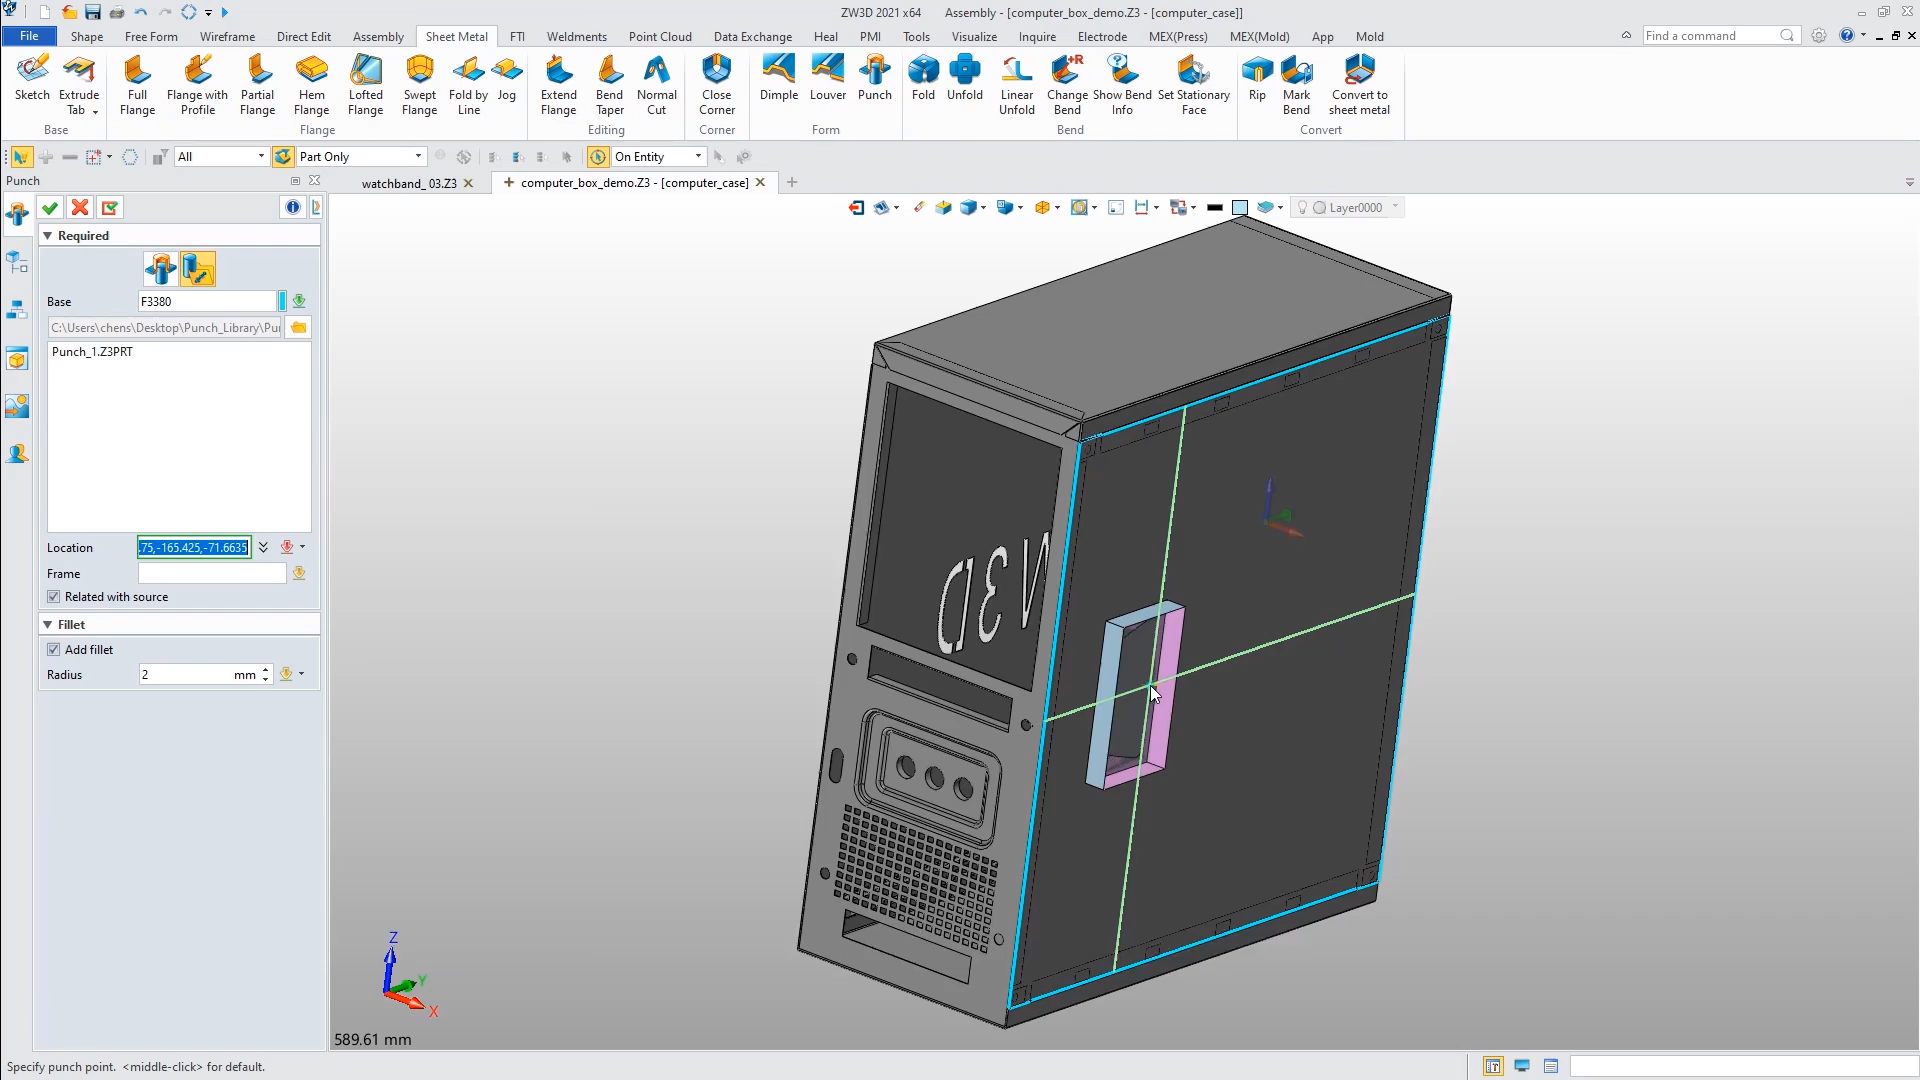 ZW3D 2021 x64 Assembly - [computer_box_demo.Z3 - [computer_case]]
File Shape Free Form Wireframe Direct Edit Assembly Sheet Metal FTI Weldments Point Cloud Data Exchange Heal PMI Tools Visualize Inquire Electrode MEX(Press) MEX(Mold) App Mold Find a command
Sketch Extrude Tab Full Flange Flange with Profile Partial Flange Hem Flange Lofted Flange Swept Flange Fold by Line Jog Extend Flange Bend Taper Normal Cut Close Corner Dimple Louver Punch Fold Unfold Linear Unfold Change Bend Show Bend Info Set Stationary Face Rip Mark Bend Convert to sheet metal
Base Flange Editing Corner Form Bend Convert
All Part Only On Entity
Punch watchband_ 03.Z3 computer_box_demo.Z3 - [computer_case]
Layer0000
Required
Base F3380
C:\Users\chens\Desktop\Punch_Library\Pu
Punch_1.Z3PRT
Location .75,-165.425,-71.6635
Frame
Related with source
Fillet
Add fillet
Radius 2 mm
Z
Y
X
589.61 mm
Specify punch point. <middle-click> for default.